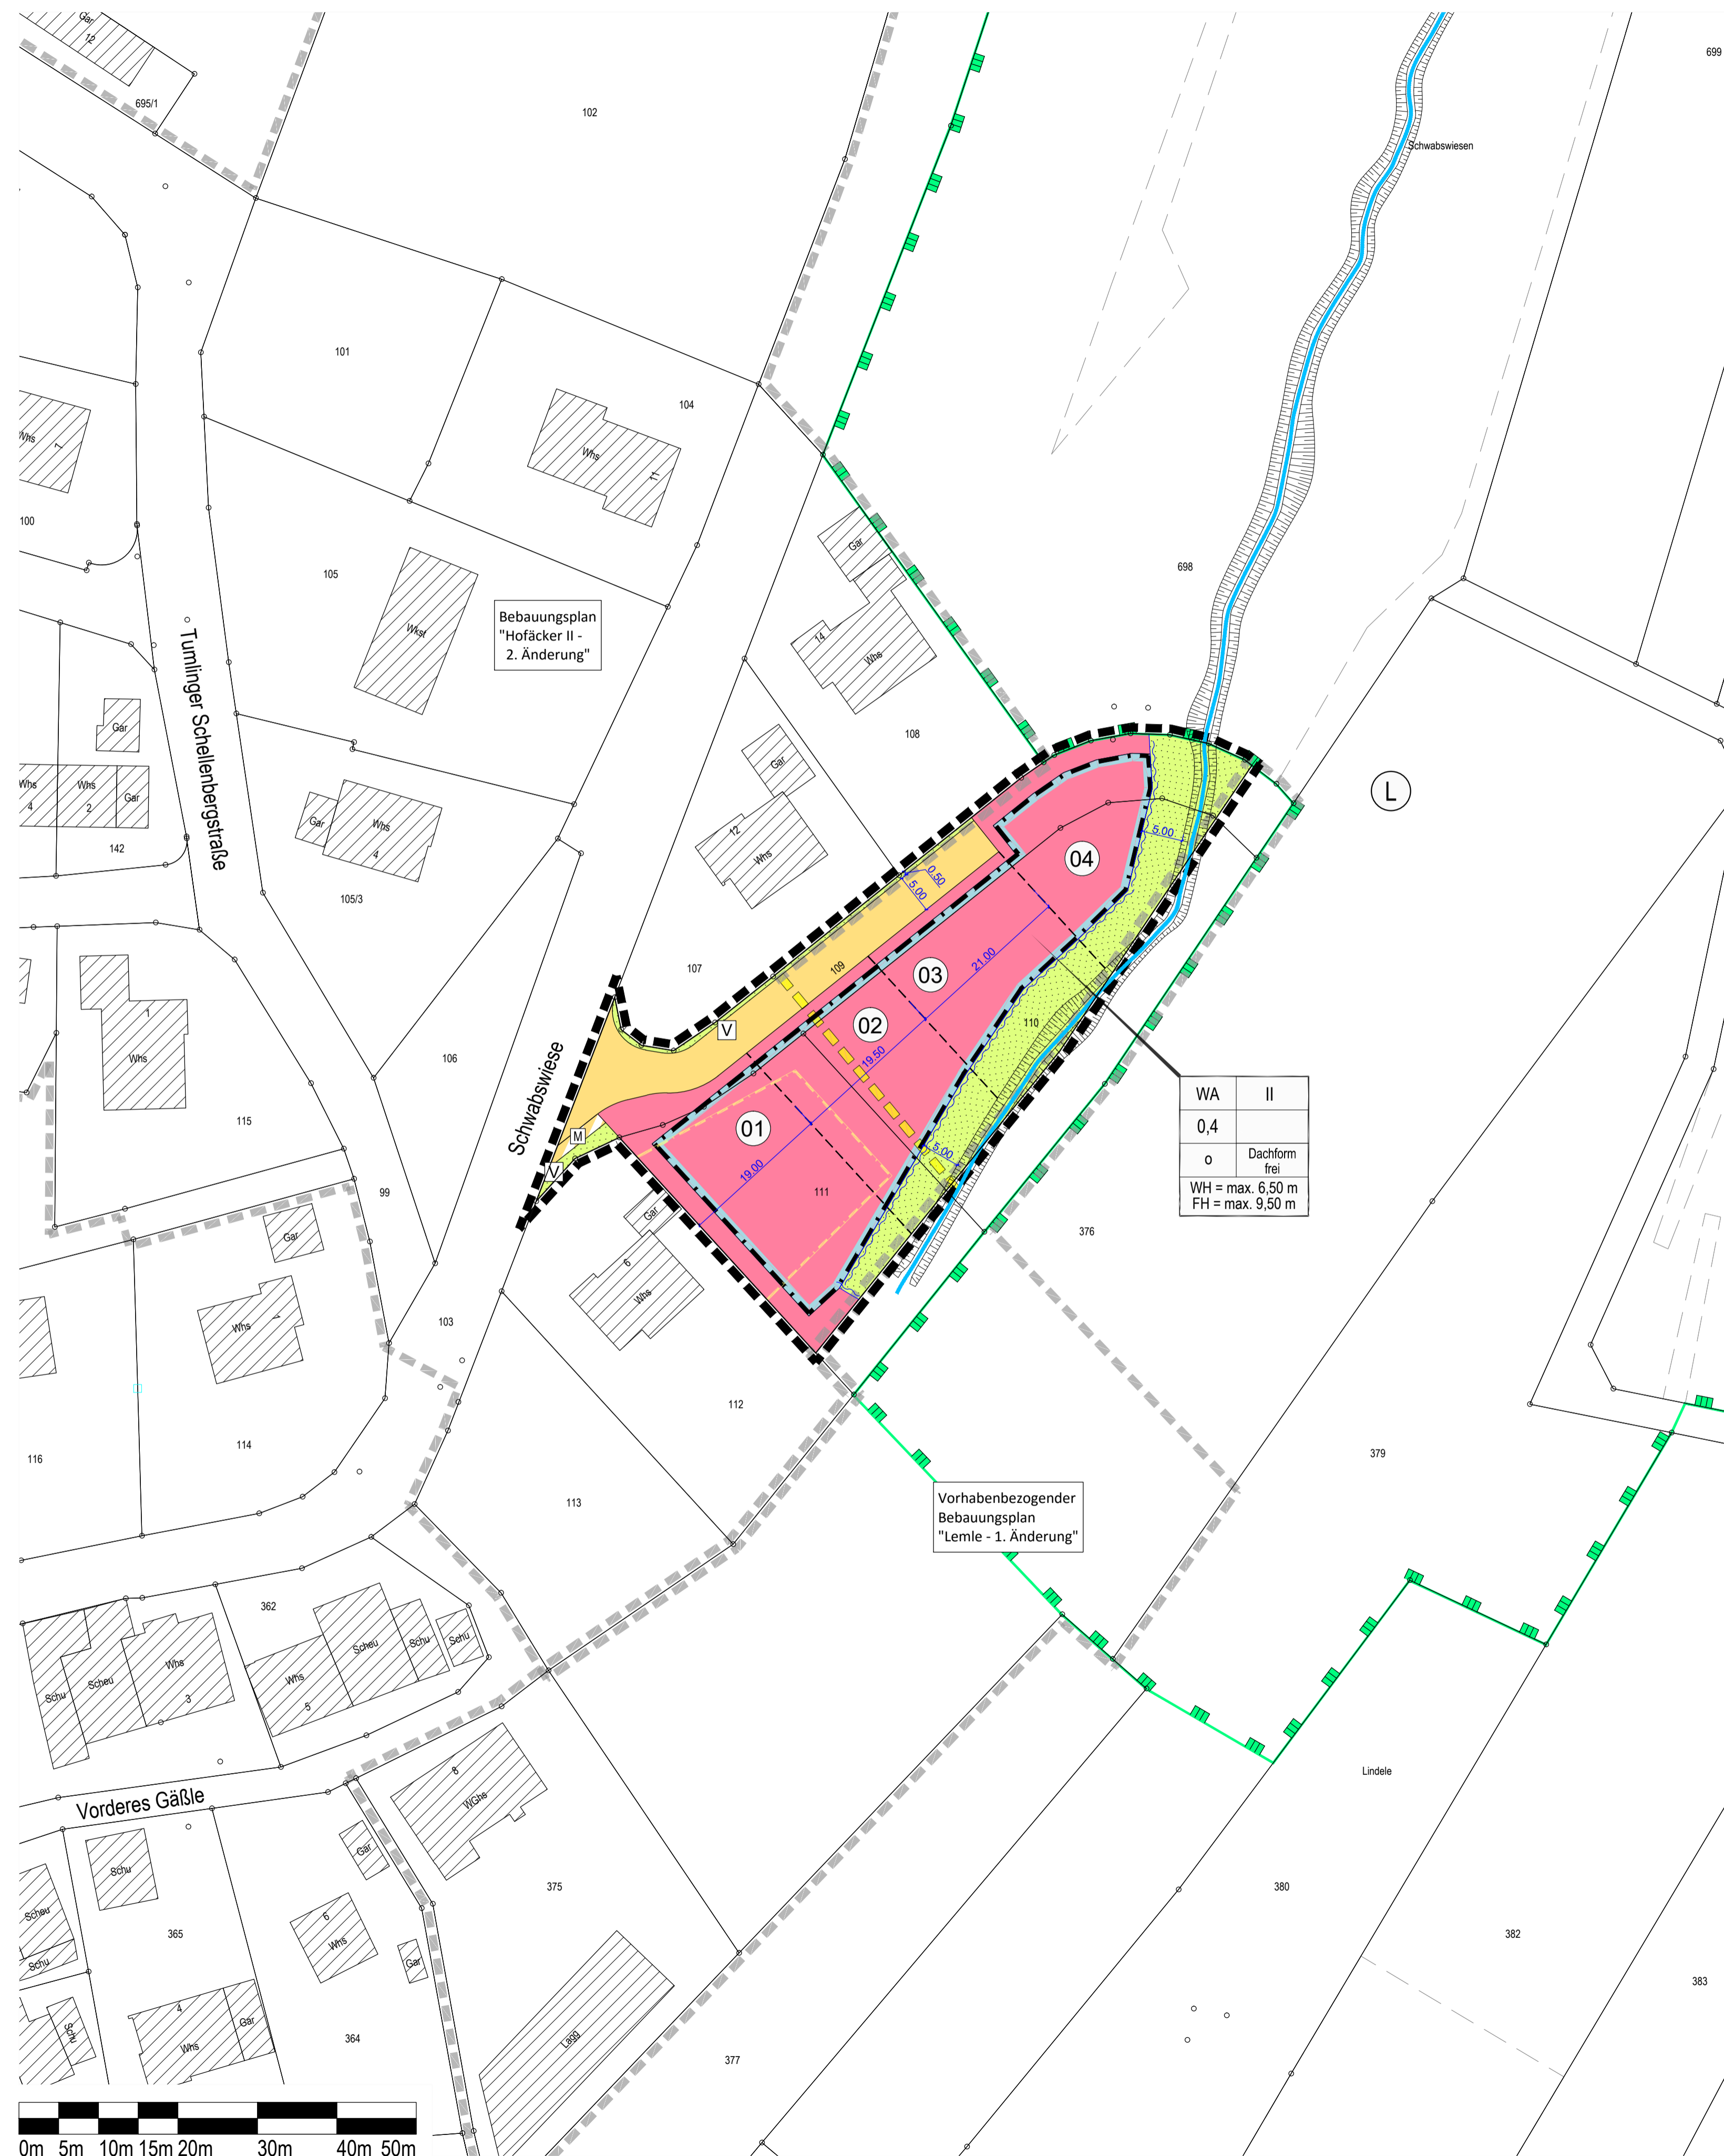 Gar
12
695/1
102
699
Schwabswiesen
101
104
Whs
11
Whs
7
100
105
Wkst
Bebauungsplan
"Hofäcker II -
2. Änderung"
Gar
14
Whs
698
Tumlinger Schellenbergstraße
Gar
108
Gar
Whs
4
Whs
2
Gar
142
Gar
Whs
4
12
Whs
L
105/3
04
5.00
0.50
5.00
107
109
03
21.00
1
Whs
106
V
02
110
19.50
Schwabswiese
115
M
V
01
19.00
111
5.00
WA II
0,4
o Dachform
frei
WH = max. 6,50 m
FH = max. 9,50 m
99
Gar
Gar
6
Whs
376
Whs
1
103
112
114
116
379
113
Vorhabenbezogender
Bebauungsplan
"Lemle - 1. Änderung"
362
Schu
Scheu
Whs
3
Whs
5
Scheu
Schu
Schu
Vorderes Gäßle
Lindele
8
WGhs
Gar
Schu
375
380
Scheu
Schu
365
6
Whs
Gar
382
383
Schu
4
Whs
Gar
364
Lagg
377
0m 5m 10m 15m 20m 30m 40m 50m